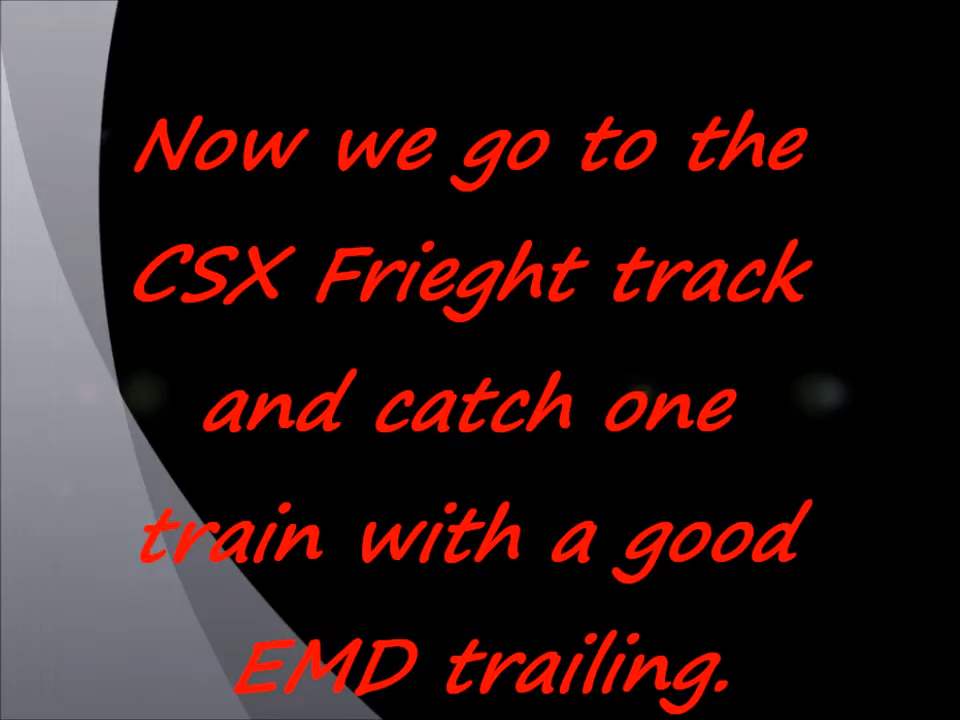 Now we go to the
CSX Frieght track
and catch one
train with a good
EMD trailing.